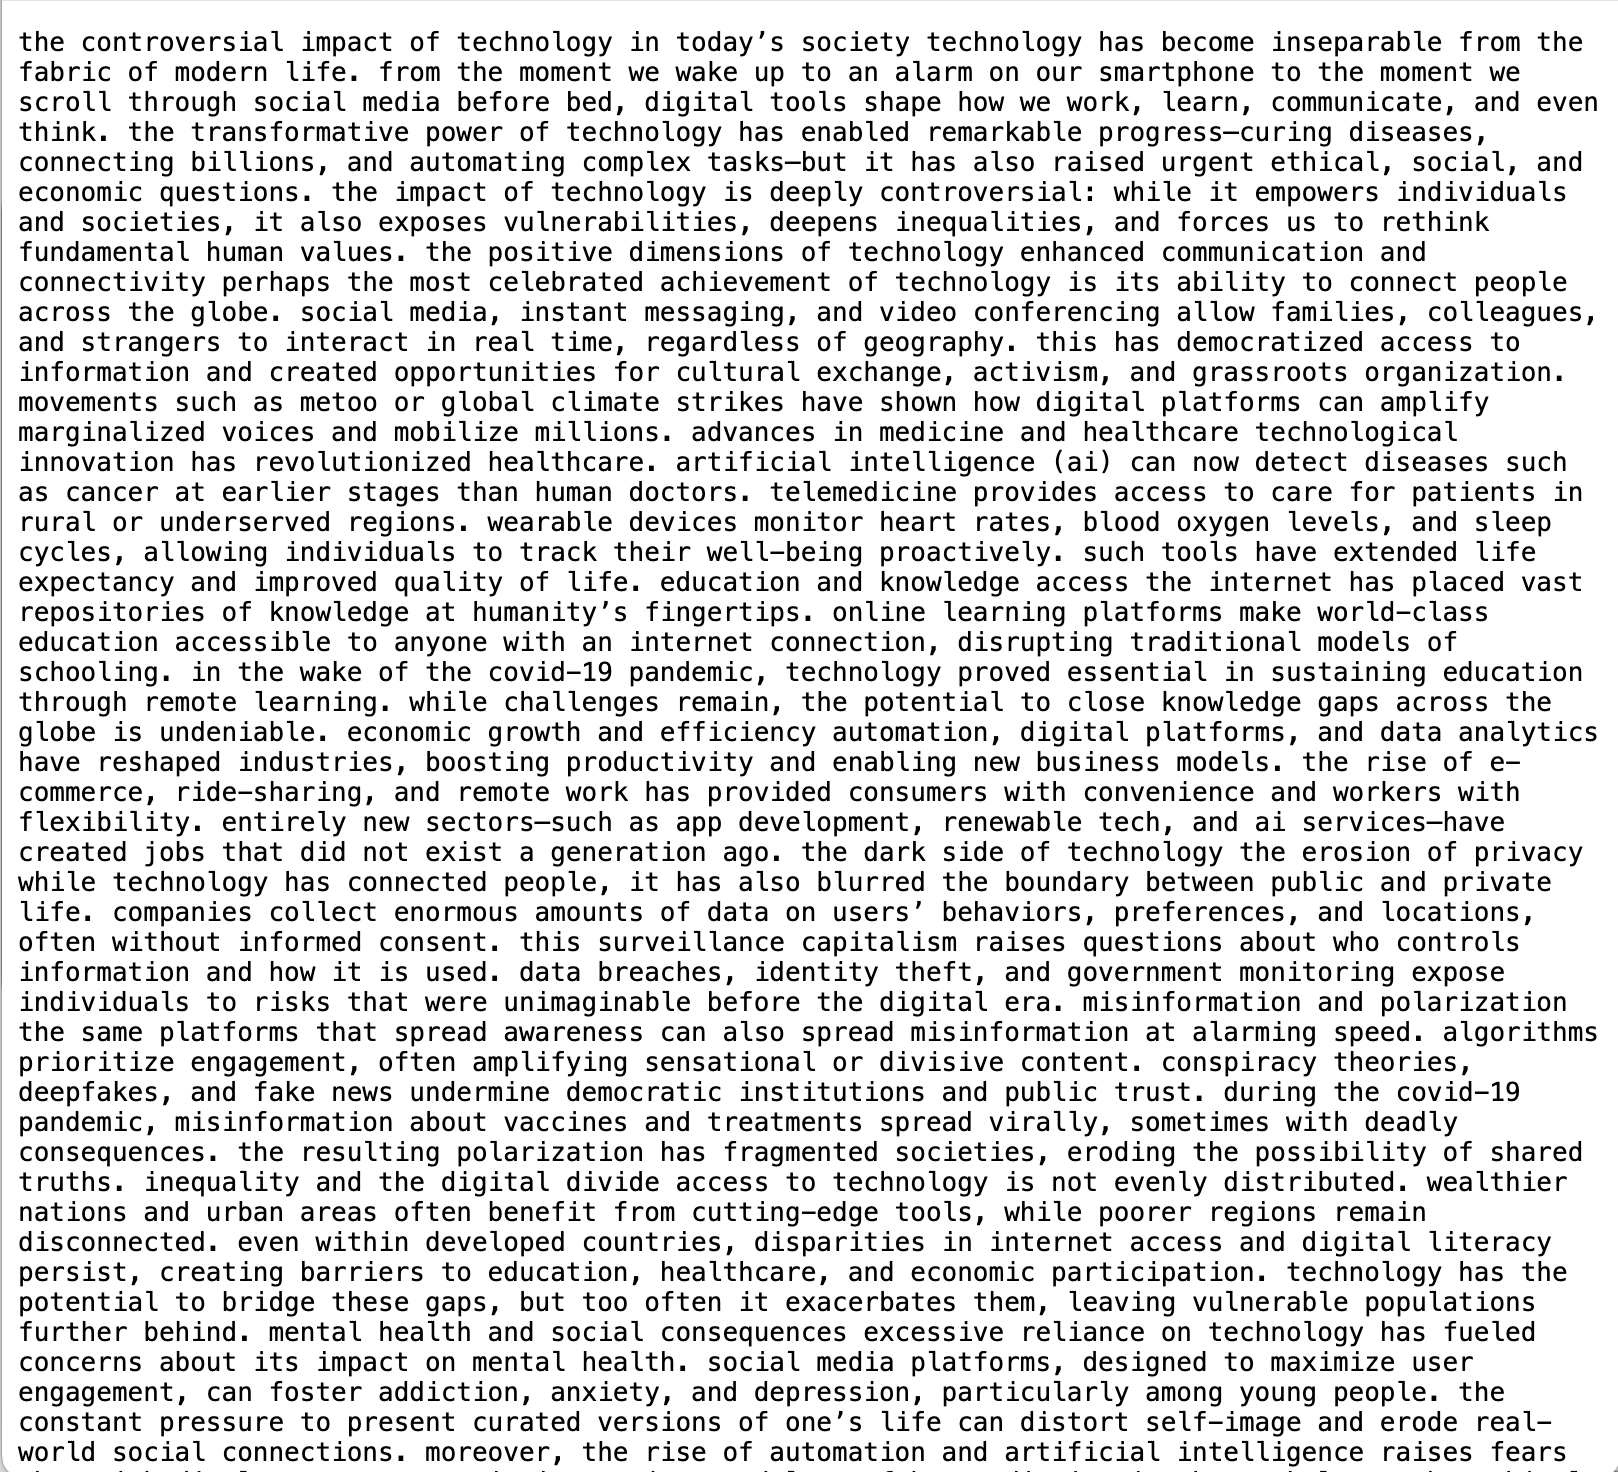 the controversial impact of technology in today’s society technology has become inseparable from the
fabric of modern life. from the moment we wake up to an alarm on our smartphone to the moment we
scroll through social media before bed, digital tools shape how we work, learn, communicate, and even
think. the transformative power of technology has enabled remarkable progress—curing diseases,
connecting billions, and automating complex tasks—but it has also raised urgent ethical, social, and
economic questions. the impact of technology is deeply controversial: while it empowers individuals
and societies, it also exposes vulnerabilities, deepens inequalities, and forces us to rethink
fundamental human values. the positive dimensions of technology enhanced communication and
connectivity perhaps the most celebrated achievement of technology is its ability to connect people
across the globe. social media, instant messaging, and video conferencing allow families, colleagues,
and strangers to interact in real time, regardless of geography. this has democratized access to
information and created opportunities for cultural exchange, activism, and grassroots organization.
movements such as metoo or global climate strikes have shown how digital platforms can amplify
marginalized voices and mobilize millions. advances in medicine and healthcare technological
innovation has revolutionized healthcare. artificial intelligence (ai) can now detect diseases such
as cancer at earlier stages than human doctors. telemedicine provides access to care for patients in
rural or underserved regions. wearable devices monitor heart rates, blood oxygen levels, and sleep
cycles, allowing individuals to track their well-being proactively. such tools have extended life
expectancy and improved quality of life. education and knowledge access the internet has placed vast
repositories of knowledge at humanity’s fingertips. online learning platforms make world-class
education accessible to anyone with an internet connection, disrupting traditional models of
schooling. in the wake of the covid-19 pandemic, technology proved essential in sustaining education
through remote learning. while challenges remain, the potential to close knowledge gaps across the
globe is undeniable. economic growth and efficiency automation, digital platforms, and data analytics
have reshaped industries, boosting productivity and enabling new business models. the rise of e-
commerce, ride-sharing, and remote work has provided consumers with convenience and workers with
flexibility. entirely new sectors—such as app development, renewable tech, and ai services—have
created jobs that did not exist a generation ago. the dark side of technology the erosion of privacy
while technology has connected people, it has also blurred the boundary between public and private
life. companies collect enormous amounts of data on users’ behaviors, preferences, and locations,
often without informed consent. this surveillance capitalism raises questions about who controls
information and how it is used. data breaches, identity theft, and government monitoring expose
individuals to risks that were unimaginable before the digital era. misinformation and polarization
the same platforms that spread awareness can also spread misinformation at alarming speed. algorithms
prioritize engagement, often amplifying sensational or divisive content. conspiracy theories,
deepfakes, and fake news undermine democratic institutions and public trust. during the covid-19
pandemic, misinformation about vaccines and treatments spread virally, sometimes with deadly
consequences. the resulting polarization has fragmented societies, eroding the possibility of shared
truths. inequality and the digital divide access to technology is not evenly distributed. wealthier
nations and urban areas often benefit from cutting-edge tools, while poorer regions remain
disconnected. even within developed countries, disparities in internet access and digital literacy
persist, creating barriers to education, healthcare, and economic participation. technology has the
potential to bridge these gaps, but too often it exacerbates them, leaving vulnerable populations
further behind. mental health and social consequences excessive reliance on technology has fueled
concerns about its impact on mental health. social media platforms, designed to maximize user
engagement, can foster addiction, anxiety, and depression, particularly among young people. the
constant pressure to present curated versions of one’s life can distort self-image and erode real-
world social connections. moreover, the rise of automation and artificial intelligence raises fears